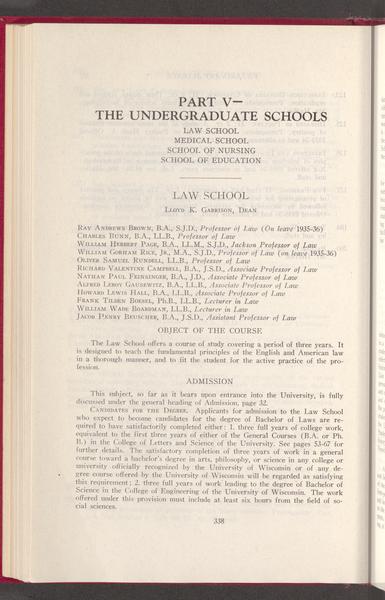 PART V—
THE UNDERGRADUATE SCHOOLS
LAW SCHOOL
MEDICAL SCHOOL
SCHOOL OF NURSING
SCHOOL OF EDUCATION
LAW SCHOOL
LLOYD K. GARRISON, DEAN
RAY ANDREWS BROWN, B.A., S.J.D., Professor of Law (On leave 1935-36)
CHARLES BUNN, B.A., LL.B., Professor of Law
WILLIAM HERBERT PAGE, B.A., LL.M., S.J.D., Jackson Professor of Law
WILLIAM GORHAM RICE, JR., M.A., S.J.D., Professor of Law (on leave 1935-36)
OLIVER SAMUEL RUNDELL, LL.B., Professor of Law
RICHARD VALENTINE CAMPBELL, B.A., J.S.D., Associate Professor of Law
NATHAN PAUL FEINSINGER, B.A., J.D., Associate Professor of Law
ALFRED LEROY GAUSEWITZ, B.A., LL.B., Associate Professor of Law
HOWARD LEWIS HALL, B.A., LL.B., Associate Professor of Law
FRANK TILDEN BOESEL, Ph.B., LL.B., Lecturer in Law
WILLIAM WADE BOARDMAN, LL.B., Lecturer in Law
JACOB PENRY BEUSCHER, B.A., J.S.D., Assistant Professor of Law
OBJECT OF THE COURSE
The Law School offers a course of study covering a period of three years. It
is designed to teach the fundamental principles of the English and American law
in a thorough manner, and to fit the student for the active practice of the pro-
fession.
ADMISSION
This subject, so far as it bears upon entrance into the University, is fully
discussed under the general heading of Admission, page 32.
CANDIDATES FOR THE DEGREE. Applicants for admission to the Law School
who expect to become candidates for the degree of Bachelor of Laws are re-
quired to have satisfactorily completed either: 1. three full years of college work,
equivalent to the first three years of either of the General Courses (B.A. or Ph.
B.) in the College of Letters and Science of the University. See pages 53-67 for
further details. The satisfactory completion of three years of work in a general
course toward a bachelor's degree in arts, philosophy, or science in any college or
university officially recognized by the University of Wisconsin or of any de-
gree course offered by the University of Wisconsin will be regarded as satisfying
this requirement; 2. three full years of work leading to the degree of Bachelor of
Science in the College of Engineering of the University of Wisconsin. The work
offered under this provision must include at least six hours from the field of so-
cial sciences.
338